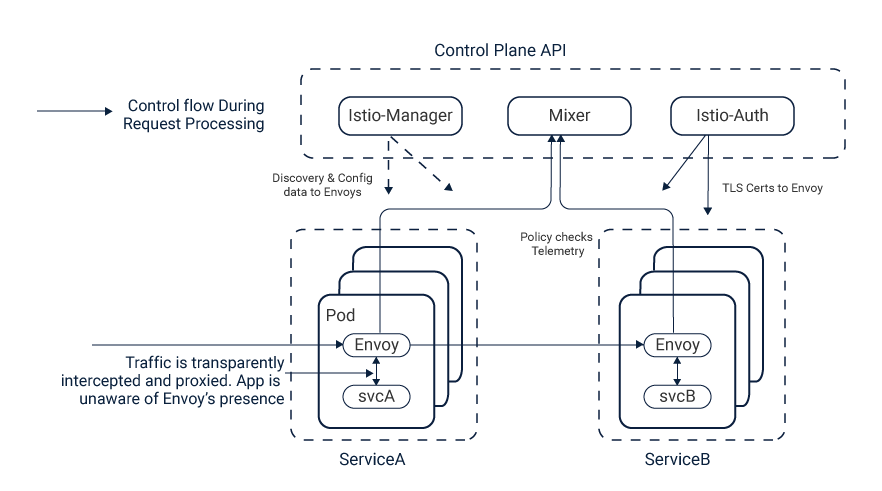 Control Plane API
Control flow During
Request Processing
Istio-Manager
Mixer
Istio-Auth
Discovery & Config
data to Envoys
TLS Certs to Envoy
Policy checks
Telemetry
Pod
Envoy
Envoy
Traffic is transparently
intercepted and proxied. App is
unaware of Envoy's presence
svcA
svcB
ServiceA
ServiceB